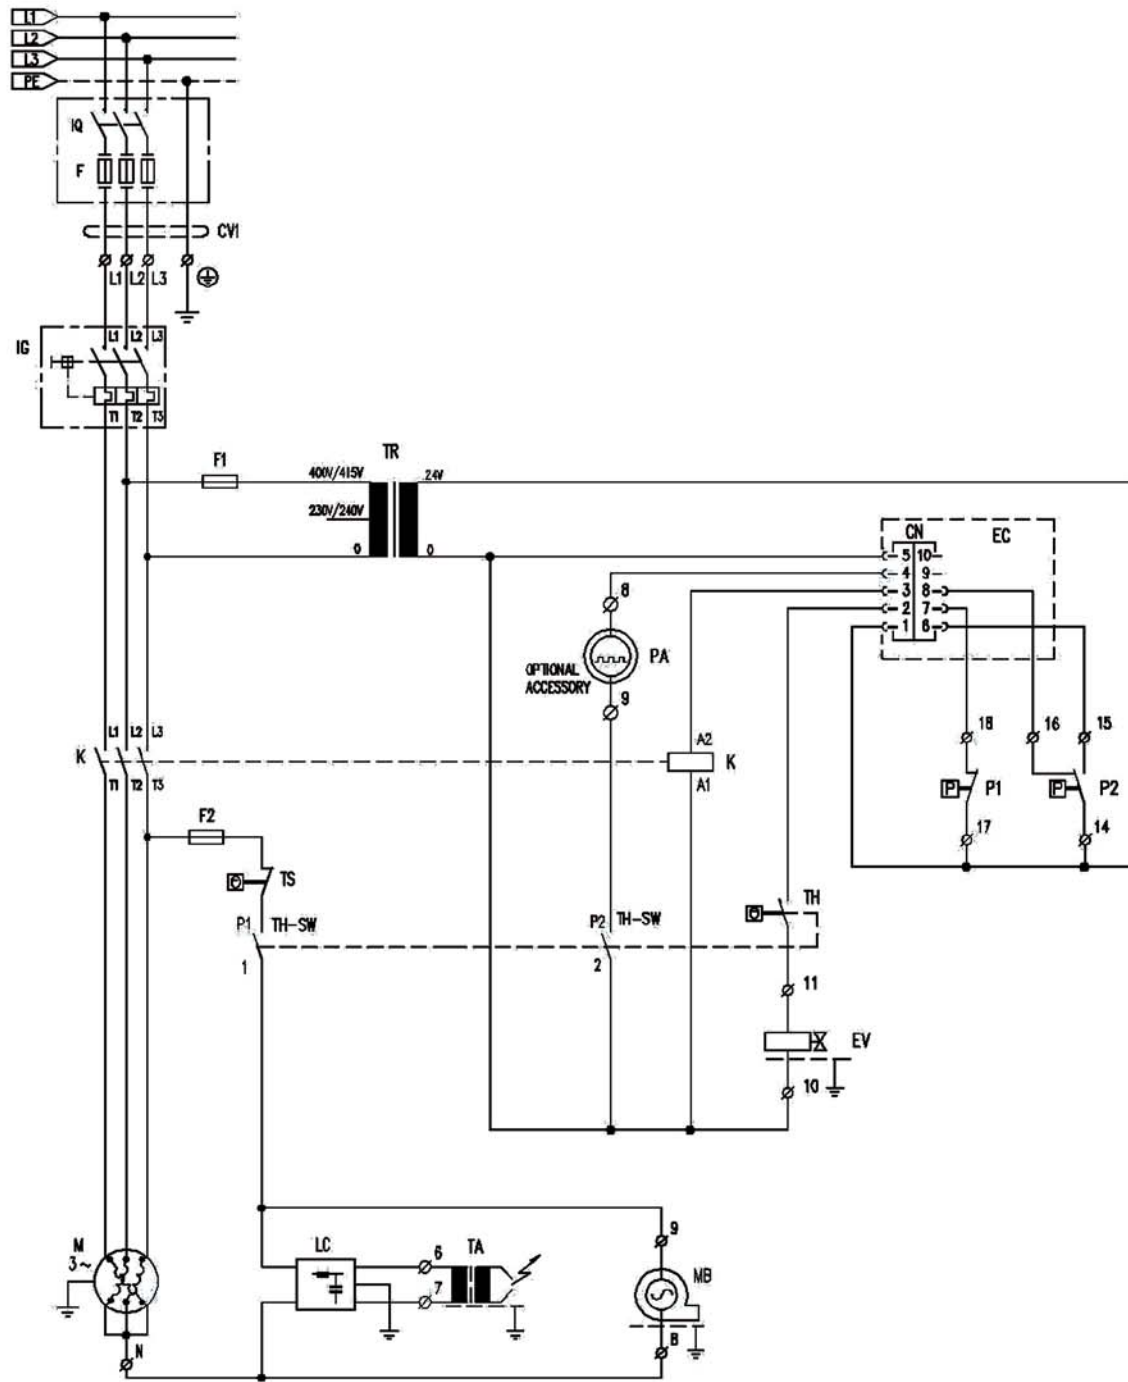 L1
L2
L3
PE
IQ
F
CV1
L1 L2 L3
IG
L1 L2 L3
T1 T2 T3
F1
400V/415V
TR
24V
230V/240V
0
0
CN
EC
5 10
4 9
3 8
2 7
1 6
8
PA
OPTIONAL
ACCESSORY
9
18
16
15
L1 L2 L3
K
A2
K
T1 T2 T3
A1
P
P1
P
P2
F2
17
14
TS
TH
P1
TH-SW
1
P2
TH-SW
2
11
EV
10
M
3~
LC
6
TA
9
7
MB
8
N